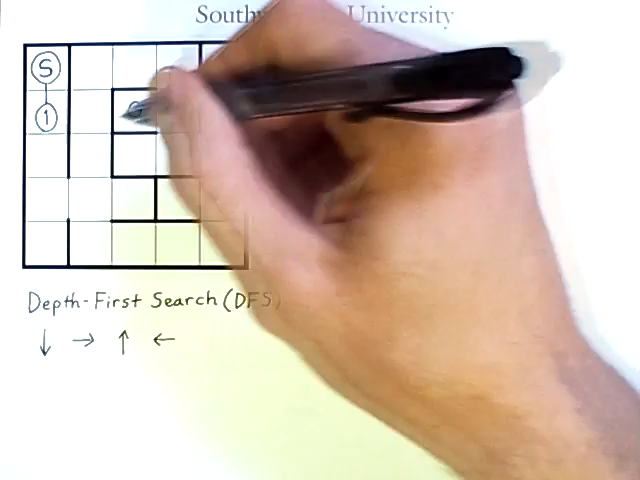 University
S
1
Depth-First Search (DFS)
↓ → ↑ ←